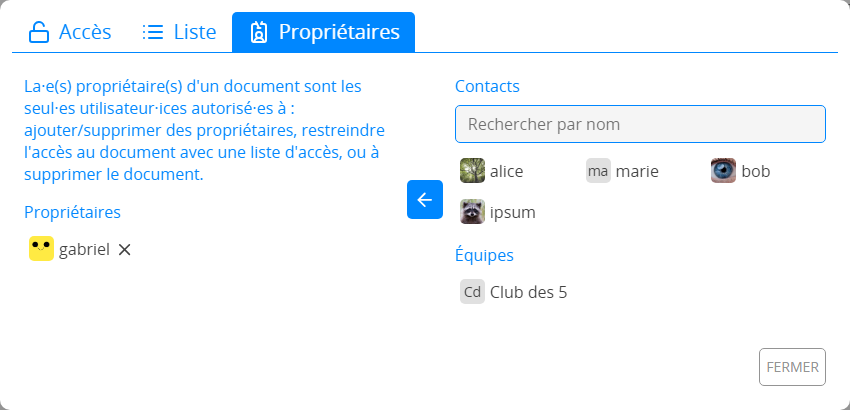 Accès
Liste
Propriétaires
La·e(s) propriétaire(s) d'un document sont les
seul·es utilisateur·ices autorisé·es à :
ajouter/supprimer des propriétaires, restreindre
l'accès au document avec une liste d'accès, ou à
supprimer le document.
Propriétaires
gabriel
Contacts
Rechercher par nom
alice
ma marie
bob
ipsum
Équipes
Cd Club des 5
FERMER